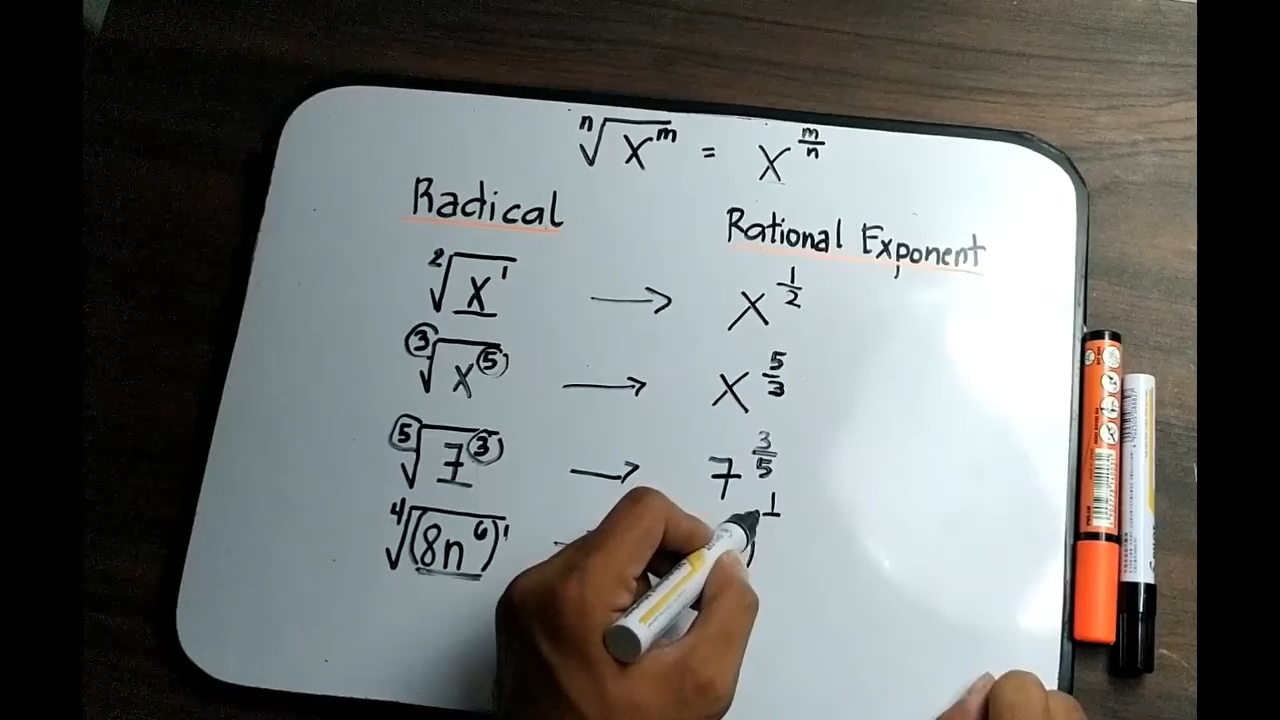 ⁿ√x^m = x^(m/n)
Radical
Rational Exponent
²√x¹ → x^(1/2)
³√x⁵ → x^(5/3)
⁵√7³ → 7^(3/5)
⁴√(8n⁶)¹ ) 1